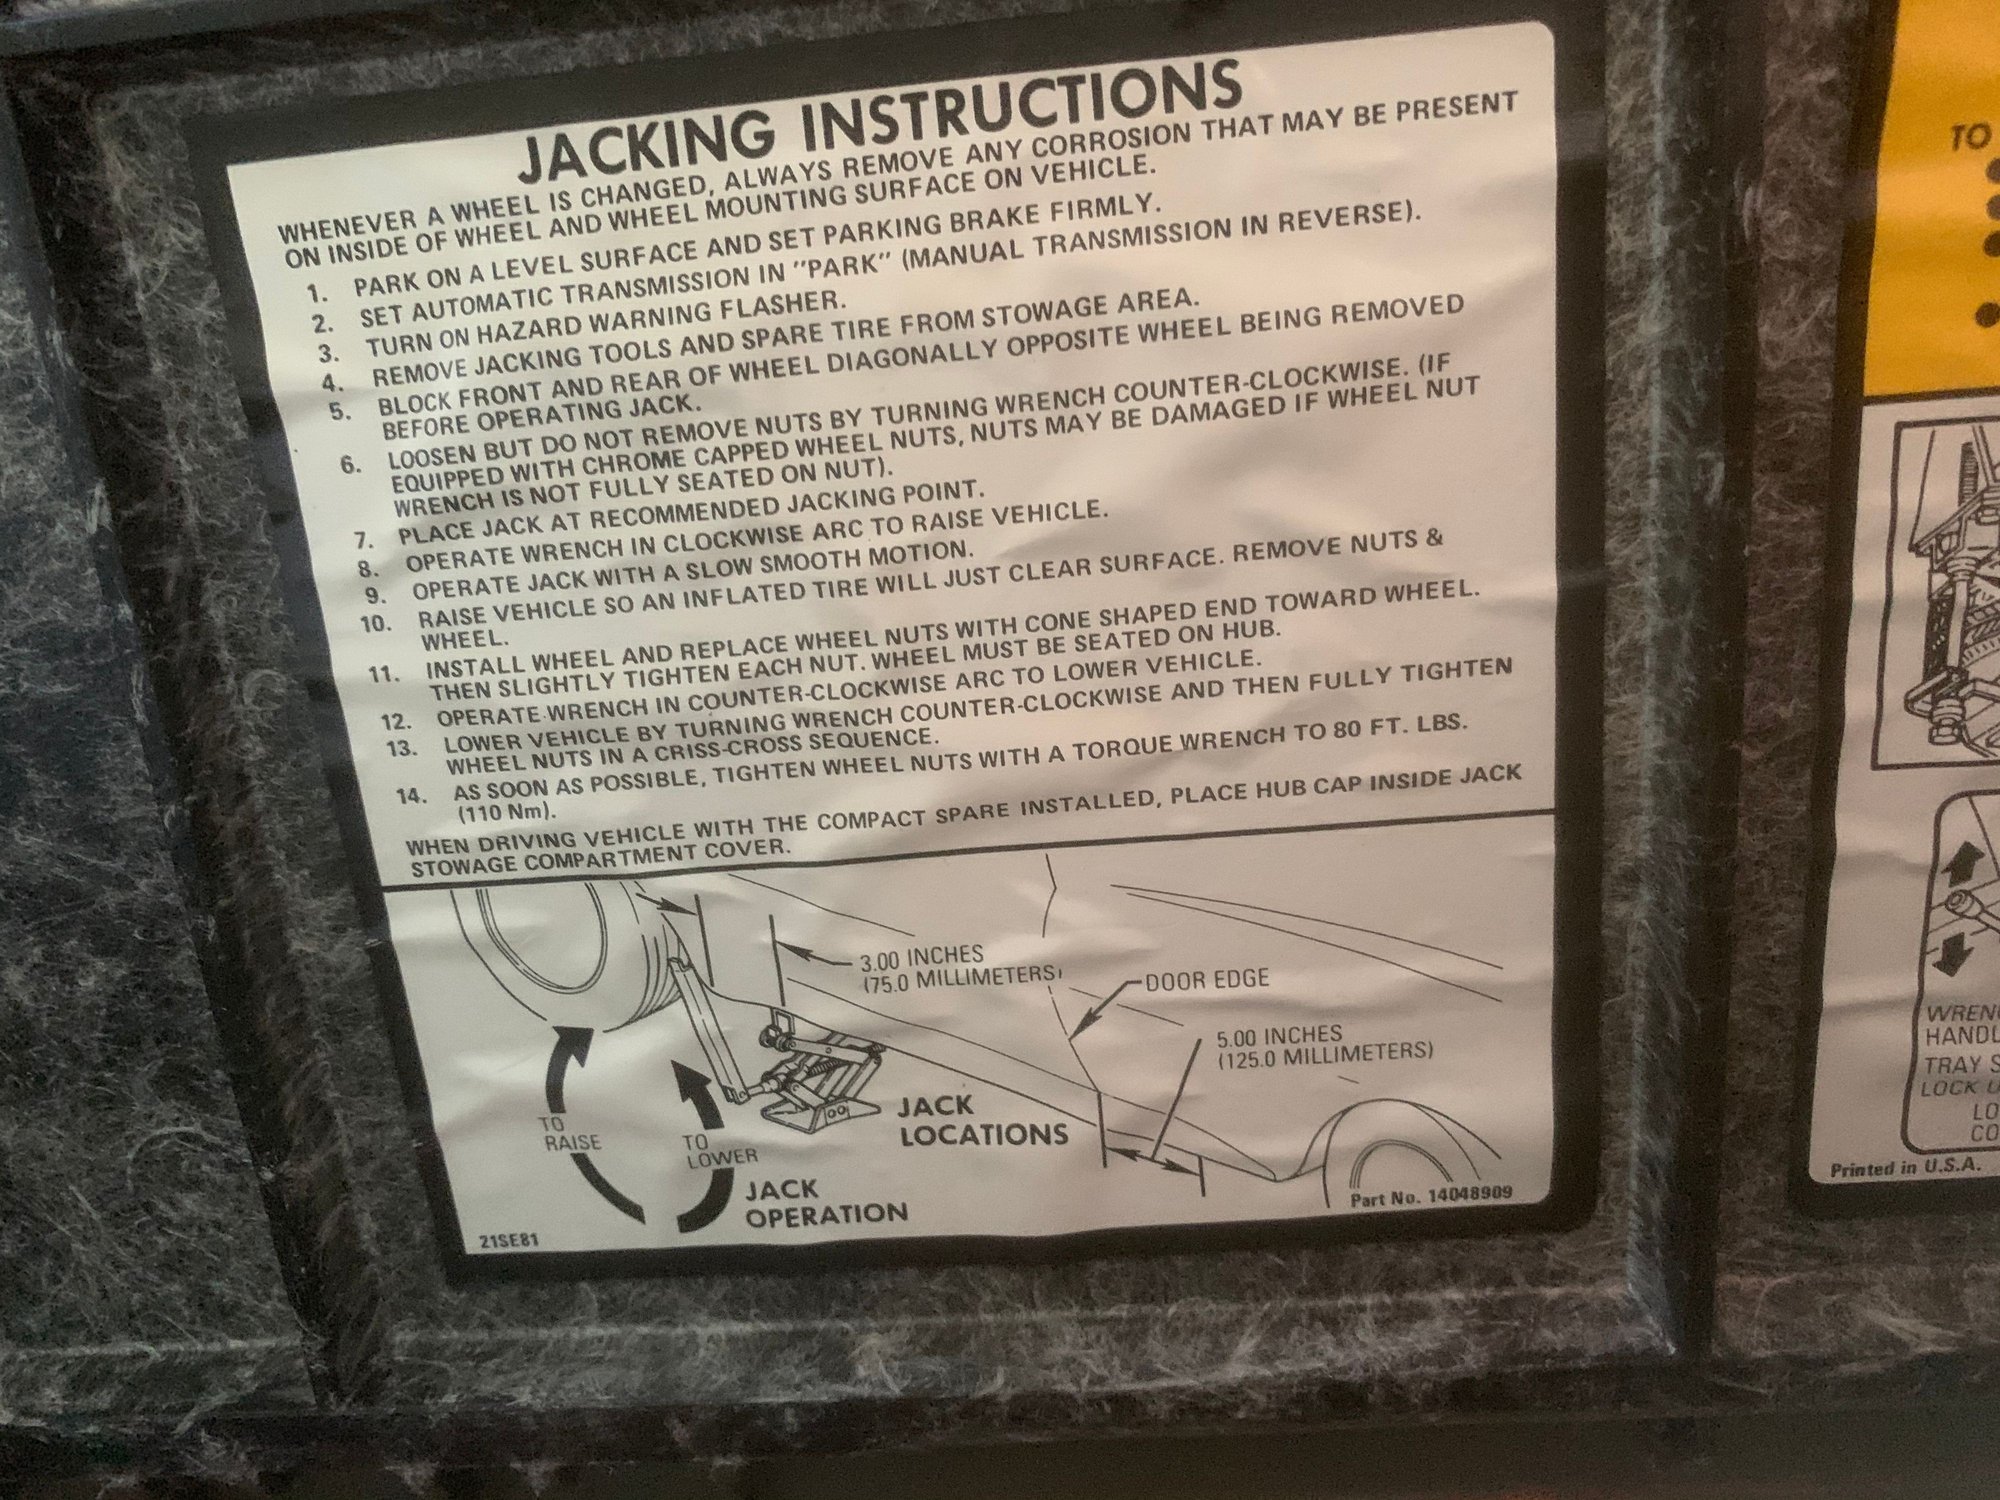 JACKING INSTRUCTIONS
WHENEVER A WHEEL IS CHANGED, ALWAYS REMOVE ANY CORROSION THAT MAY BE PRESENT
ON INSIDE OF WHEEL AND WHEEL MOUNTING SURFACE ON VEHICLE.
1. PARK ON A LEVEL SURFACE AND SET PARKING BRAKE FIRMLY.
2. SET AUTOMATIC TRANSMISSION IN "PARK" (MANUAL TRANSMISSION IN REVERSE).
3. TURN ON HAZARD WARNING FLASHER.
4. REMOVE JACKING TOOLS AND SPARE TIRE FROM STOWAGE AREA.
5. BLOCK FRONT AND REAR OF WHEEL DIAGONALLY OPPOSITE WHEEL BEING REMOVED
BEFORE OPERATING JACK.
6. LOOSEN BUT DO NOT REMOVE NUTS BY TURNING WRENCH COUNTER-CLOCKWISE. (IF
EQUIPPED WITH CHROME CAPPED WHEEL NUTS, NUTS MAY BE DAMAGED IF WHEEL NUT
WRENCH IS NOT FULLY SEATED ON NUT).
7. PLACE JACK AT RECOMMENDED JACKING POINT.
8. OPERATE WRENCH IN CLOCKWISE ARC TO RAISE VEHICLE.
9. OPERATE JACK WITH A SLOW SMOOTH MOTION.
10. RAISE VEHICLE SO AN INFLATED TIRE WILL JUST CLEAR SURFACE. REMOVE NUTS &
WHEEL.
11. INSTALL WHEEL AND REPLACE WHEEL NUTS WITH CONE SHAPED END TOWARD WHEEL.
THEN SLIGHTLY TIGHTEN EACH NUT. WHEEL MUST BE SEATED ON HUB.
12. OPERATE WRENCH IN COUNTER-CLOCKWISE ARC TO LOWER VEHICLE.
13. LOWER VEHICLE BY TURNING WRENCH COUNTER-CLOCKWISE AND THEN FULLY TIGHTEN
WHEEL NUTS IN A CRISS-CROSS SEQUENCE.
14. AS SOON AS POSSIBLE, TIGHTEN WHEEL NUTS WITH A TORQUE WRENCH TO 80 FT. LBS.
(110 Nm).
WHEN DRIVING VEHICLE WITH THE COMPACT SPARE INSTALLED, PLACE HUB CAP INSIDE JACK
STOWAGE COMPARTMENT COVER.
3.00 INCHES
(75.0 MILLIMETERS)
DOOR EDGE
5.00 INCHES
(125.0 MILLIMETERS)
JACK
LOCATIONS
TO
RAISE
TO
LOWER
JACK
OPERATION
21SE81
Part No. 14048909
TO
HANDL
TRAY S
LOCK
LO
CO
Printed in U.S.A.